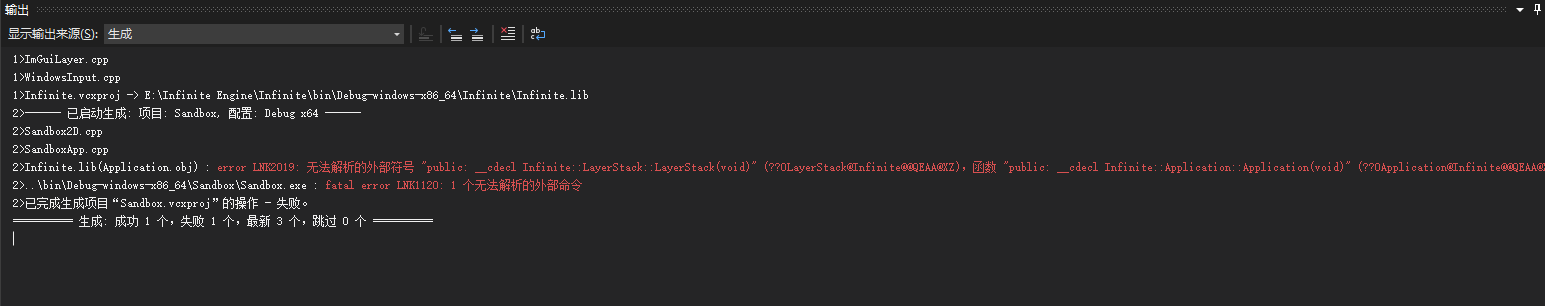 输出
显示输出来源(S): 生成
1>ImGuiLayer.cpp
1>WindowsInput.cpp
1>Infinite.vcxproj -> E:\Infinite Engine\Infinite\bin\Debug-windows-x86_64\Infinite\Infinite.lib
2>------ 已启动生成: 项目: Sandbox, 配置: Debug x64 ------
2>Sandbox2D.cpp
2>SandboxApp.cpp
2>Infinite.lib(Application.obj) : error LNK2019: 无法解析的外部符号 "public: __cdecl Infinite::LayerStack::LayerStack(void)" (??0LayerStack@Infinite@@QEAA@XZ)，函数 "public: __cdecl Infinite::Application::Application(void)" (??0Application@Infinite@@QEAA@
2>..\bin\Debug-windows-x86_64\Sandbox\Sandbox.exe : fatal error LNK1120: 1 个无法解析的外部命令
2>已完成生成项目“Sandbox.vcxproj”的操作 - 失败。
========== 生成: 成功 1 个，失败 1 个，最新 3 个，跳过 0 个 ==========